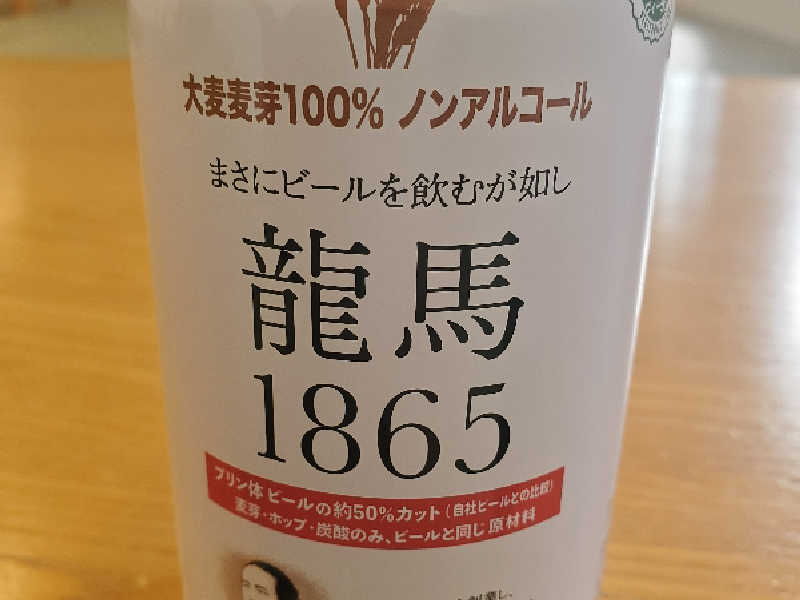 大麦麦芽100% ノンアルコール
まさにビールを飲むが如し
龍馬
1865
プリン体 ビールの約50%カット(自社ビールとの比較)
麦芽・ホップ・炭酸のみ、ビールと同じ原材料